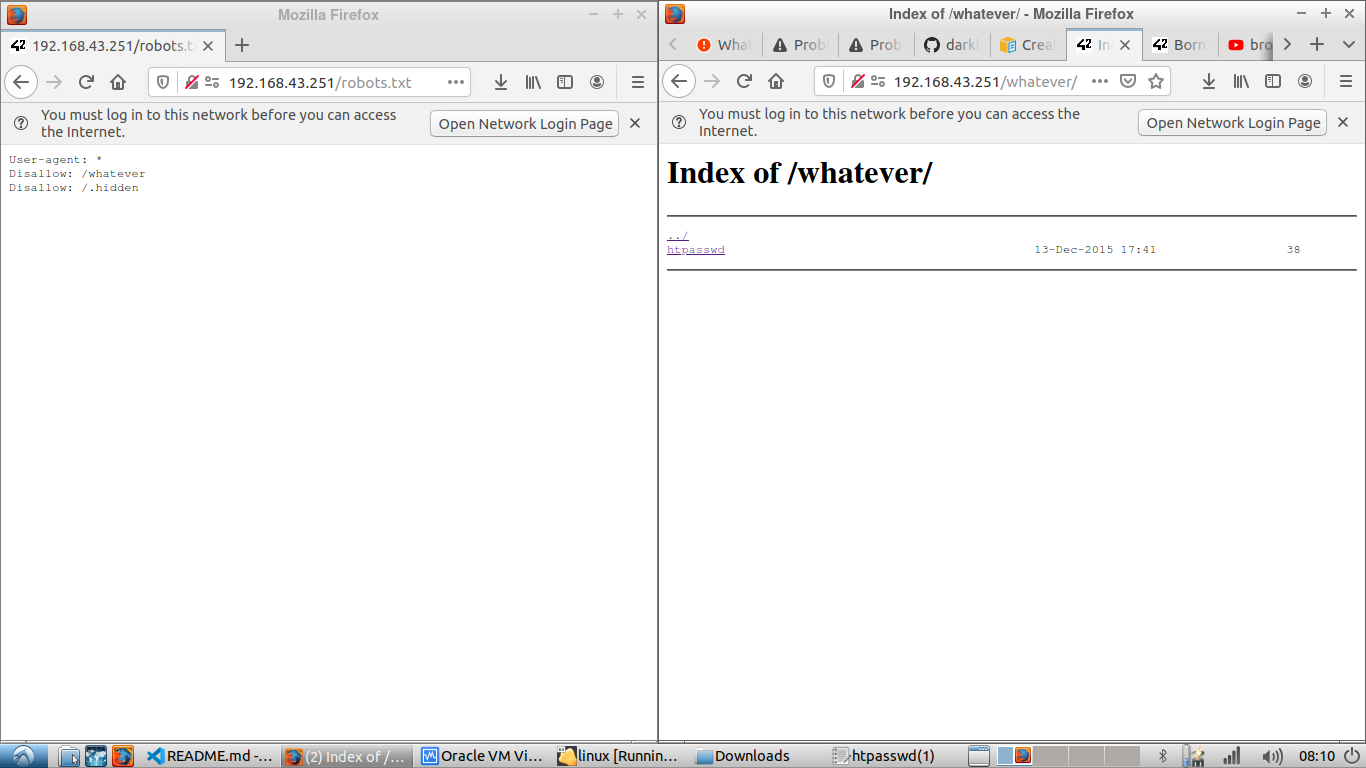 Mozilla Firefox
192.168.43.251/robots.t
192.168.43.251/robots.txt
You must log in to this network before you can access
the Internet.
Open Network Login Page
User-agent: *
Disallow: /whatever
Disallow: /.hidden
Index of /whatever/ - Mozilla Firefox
What
Prob
Prob
dark
Crea
In
Born
bro
192.168.43.251/whatever/
You must log in to this network before you can access the
Internet.
Open Network Login Page
Index of /whatever/
../
htpasswd 13-Dec-2015 17:41 38
README.md -...
(2) Index of /...
Oracle VM Vi...
linux [Runnin...
Downloads
htpasswd(1)
08:10